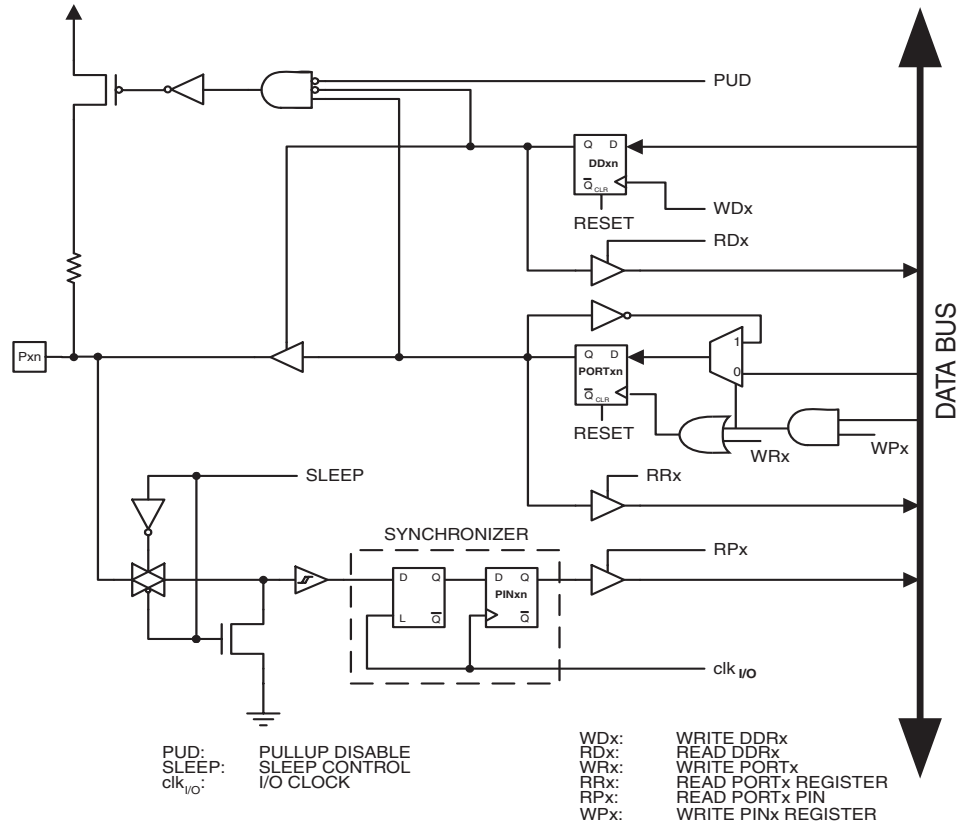 PUD
Q D
DDxn
Q CLR
WDx
RESET
RDx
Pxn
1
Q D
PORTxn
0
Q CLR
RESET
WRx
WPx
SLEEP
RRx
SYNCHRONIZER
RPx
D Q
L Q
D Q
PINxn
Q
clk I/O
DATA BUS
PUD: PULLUP DISABLE
SLEEP: SLEEP CONTROL
clkI/O: I/O CLOCK
WDx: WRITE DDRx
RDx: READ DDRx
WRx: WRITE PORTx
RRx: READ PORTx REGISTER
RPx: READ PORTx PIN
WPx: WRITE PINx REGISTER